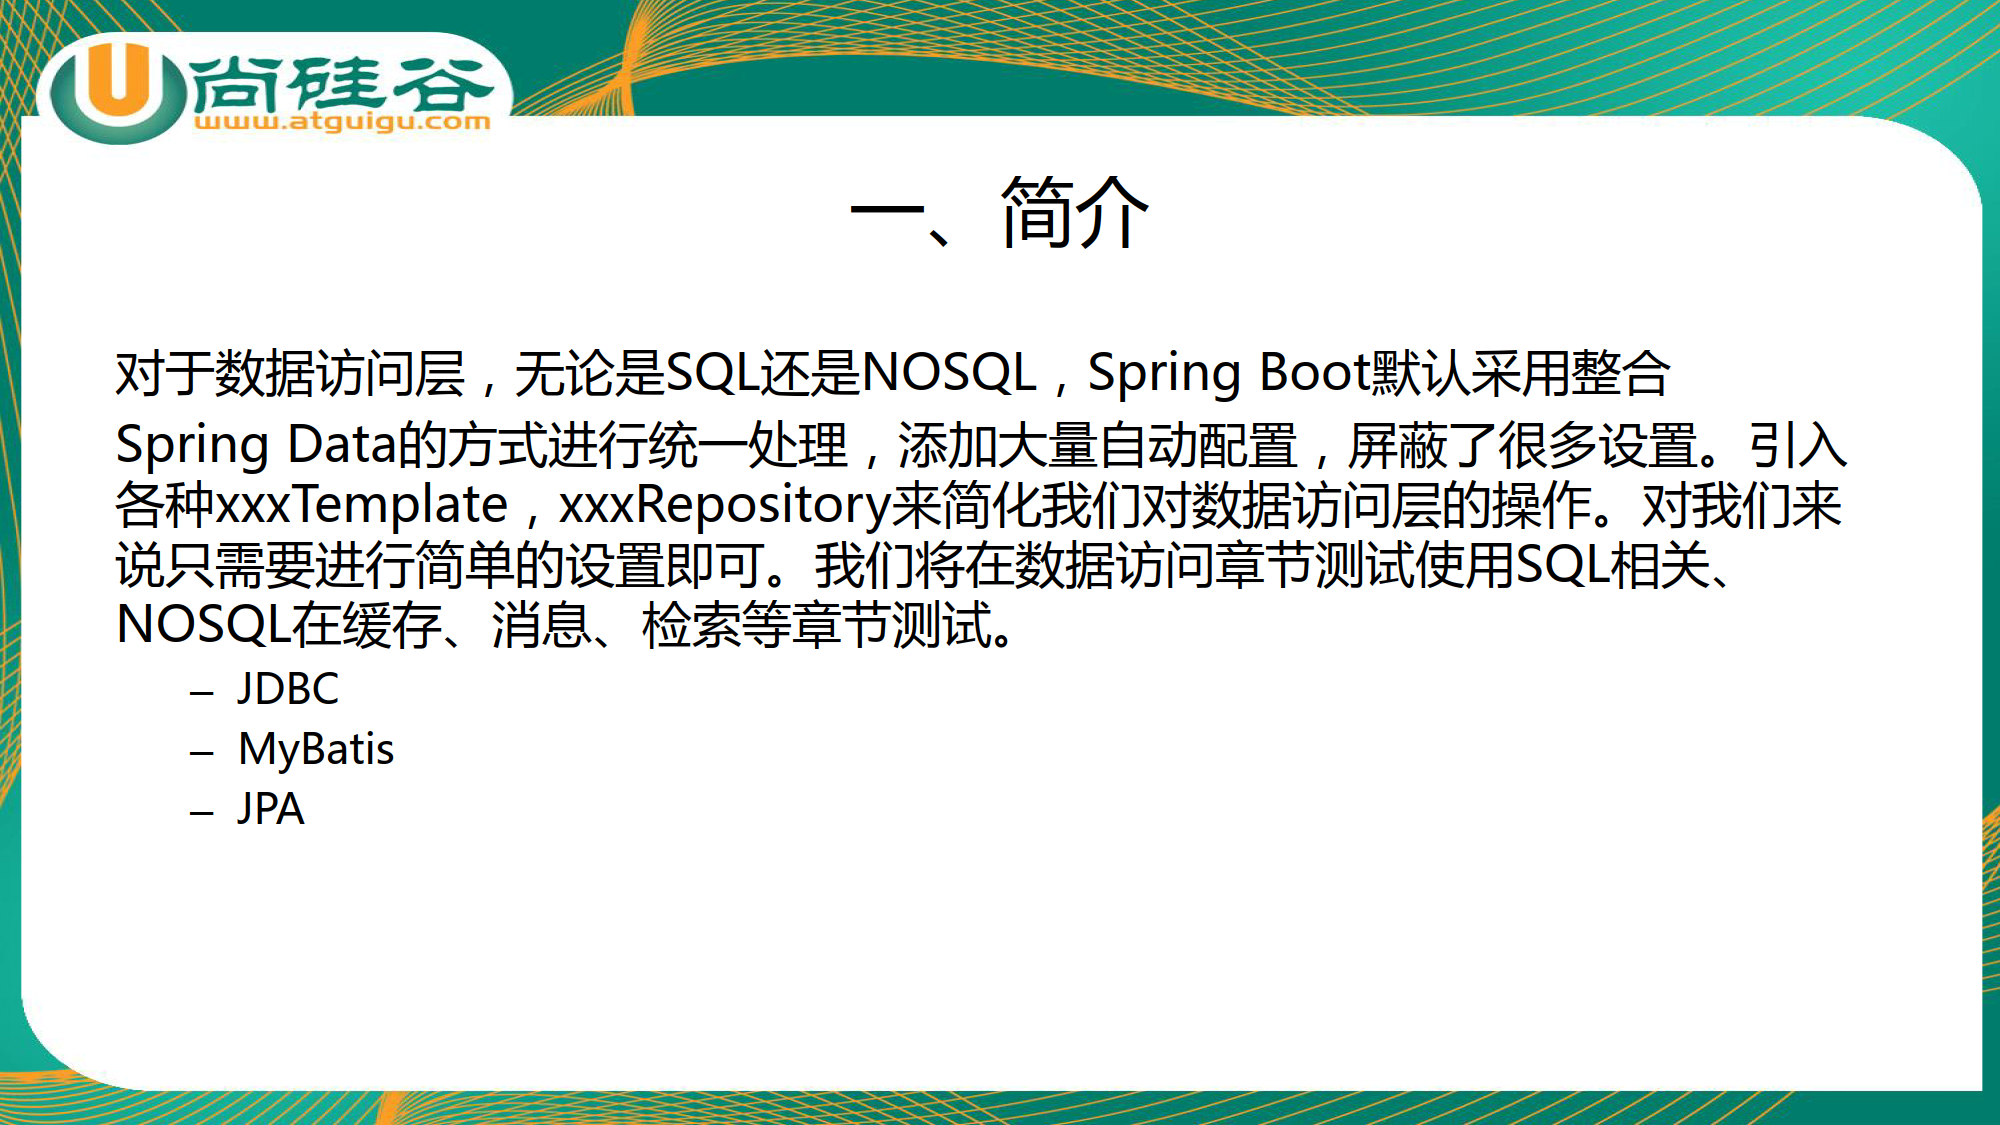 尚硅谷
www.atguigu.com
一、简介
对于数据访问层，无论是SQL还是NOSQL，Spring Boot默认采用整合
Spring Data的方式进行统一处理，添加大量自动配置，屏蔽了很多设置。引入
各种xxxTemplate，xxxRepository来简化我们对数据访问层的操作。对我们来
说只需要进行简单的设置即可。我们将在数据访问章节测试使用SQL相关、
NOSQL在缓存、消息、检索等章节测试。
– JDBC
– MyBatis
– JPA